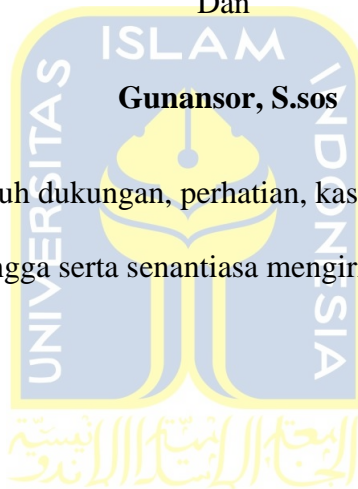 Dan
ISLAM
UNIVERSITAS
INDONESIA
Gunansor, S.sos
uh dukungan, perhatian, kas
ngga serta senantiasa mengir